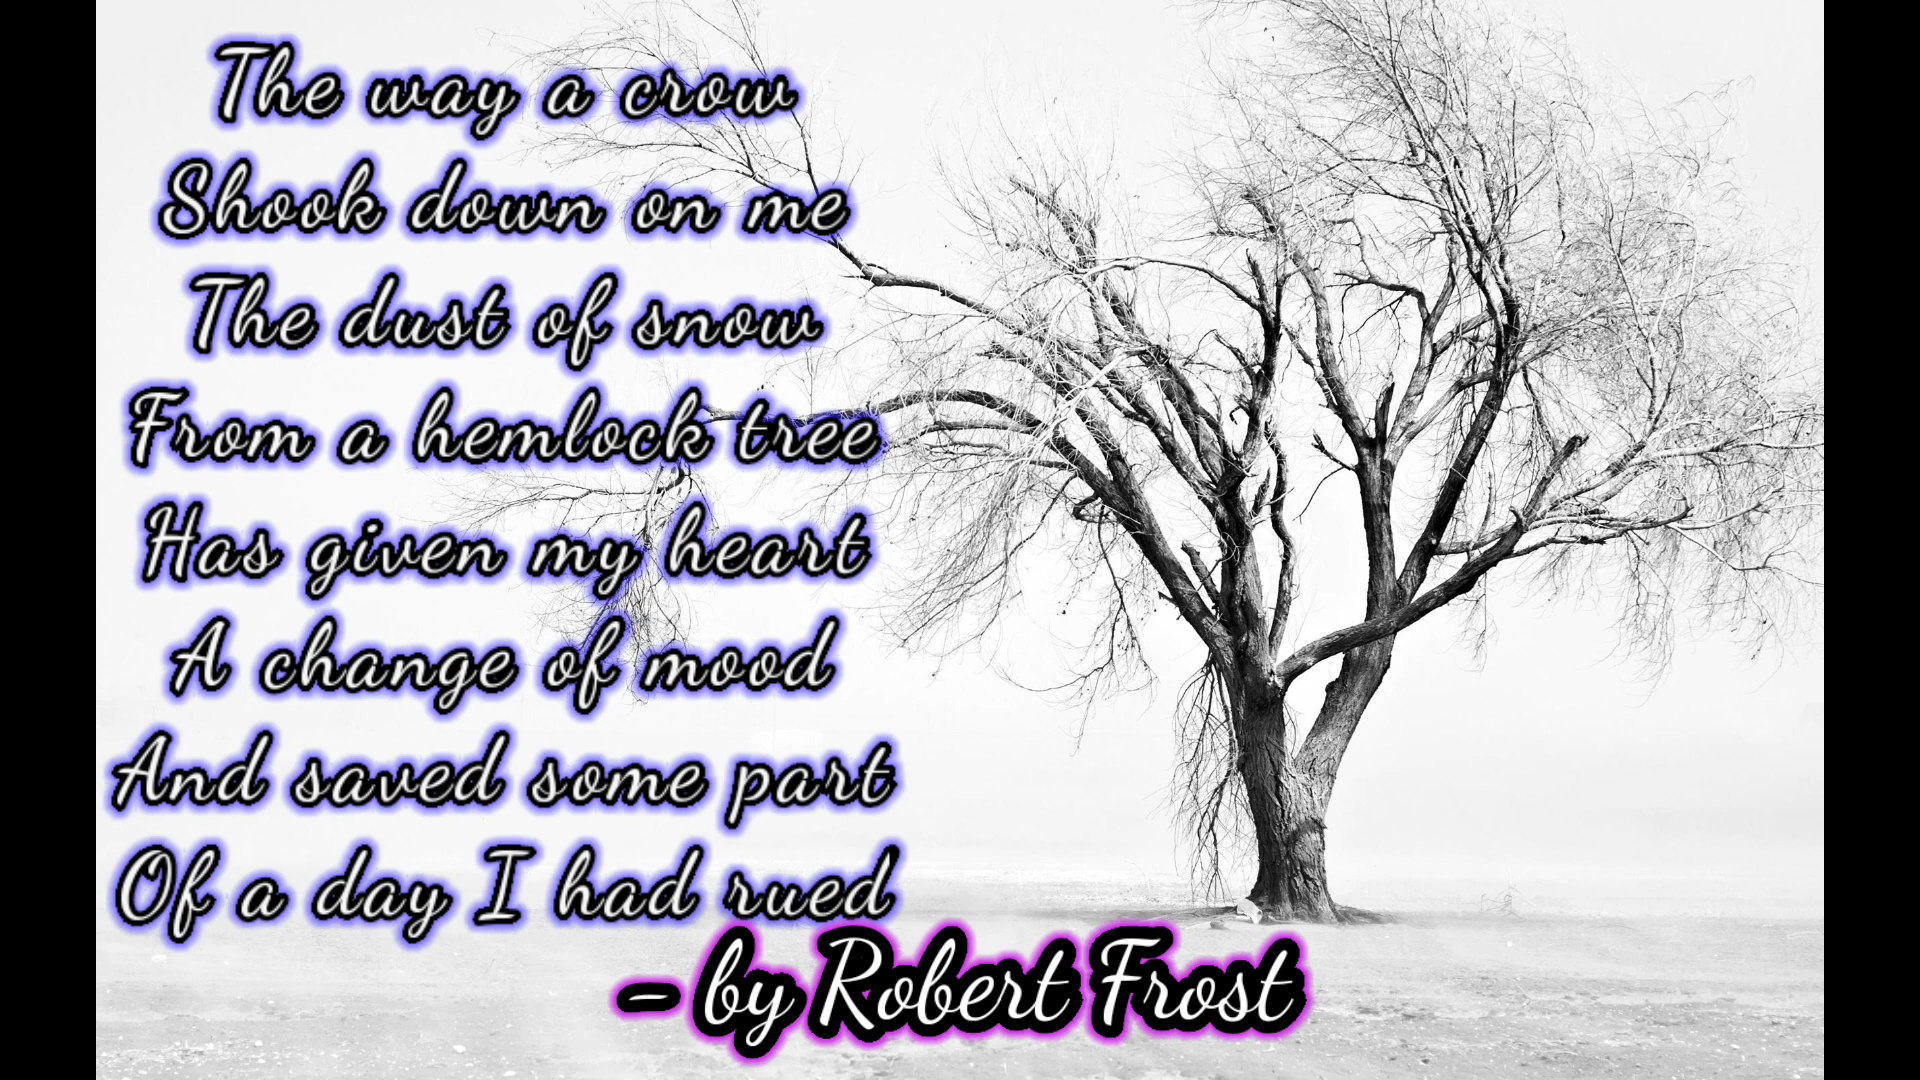 The way a crow
Shook down on me
The dust of snow
From a hemlock tree
Has given my heart
A change of mood
And saved some part
Of a day I had rued
– by Robert Frost